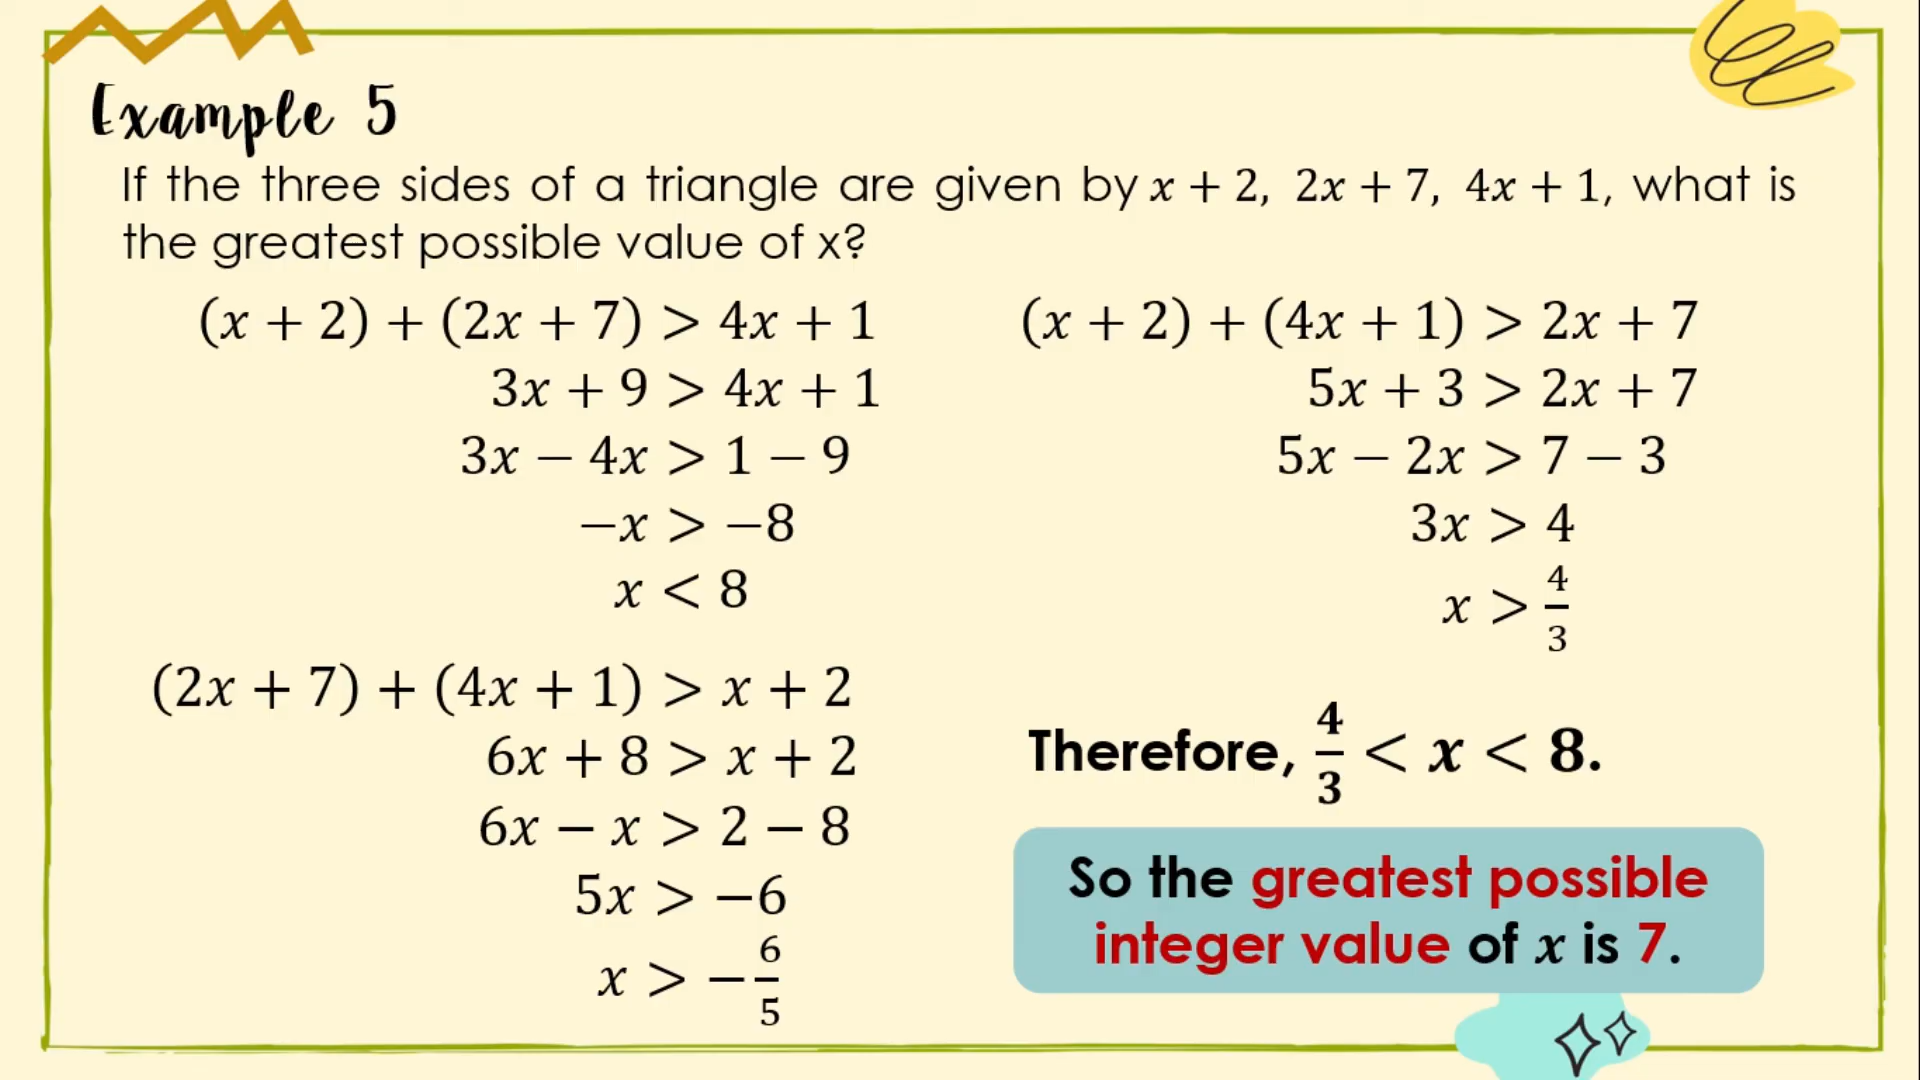 Example 5
If the three sides of a triangle are given by x + 2, 2x + 7, 4x + 1, what is
the greatest possible value of x?
(x + 2) + (2x + 7) > 4x + 1
3x + 9 > 4x + 1
3x − 4x > 1 − 9
−x > −8
x < 8
(x + 2) + (4x + 1) > 2x + 7
5x + 3 > 2x + 7
5x − 2x > 7 − 3
3x > 4
x > 4/3
(2x + 7) + (4x + 1) > x + 2
6x + 8 > x + 2
6x − x > 2 − 8
5x > −6
x > −6/5
Therefore, 4/3 < x < 8.
So the greatest possible
integer value of x is 7.